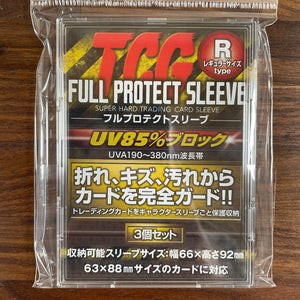 TCG
R
レギュラーサイズ
type
FULL PROTECT SLEEVE
SUPER HARD TRADING CARD SLEEVE
フルプロテクトスリーブ
UV85%ブロック
UVA190～380nm波長帯
折れ、キズ、汚れから
カードを完全ガード!!
トレーディングカードをキャラクタースリーブごと保護収納
3個セット
収納可能スリーブサイズ:幅66×高さ92mm
63×88mmサイズのカードに対応